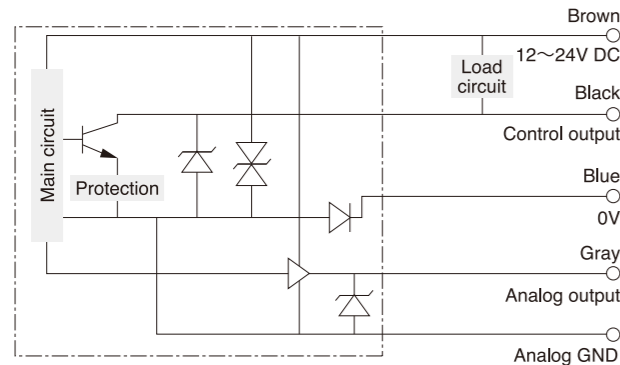 Brown
12～24V DC
Load
circuit
Black
Control output
Main circuit
Protection
Blue
0V
Gray
Analog output
Analog GND